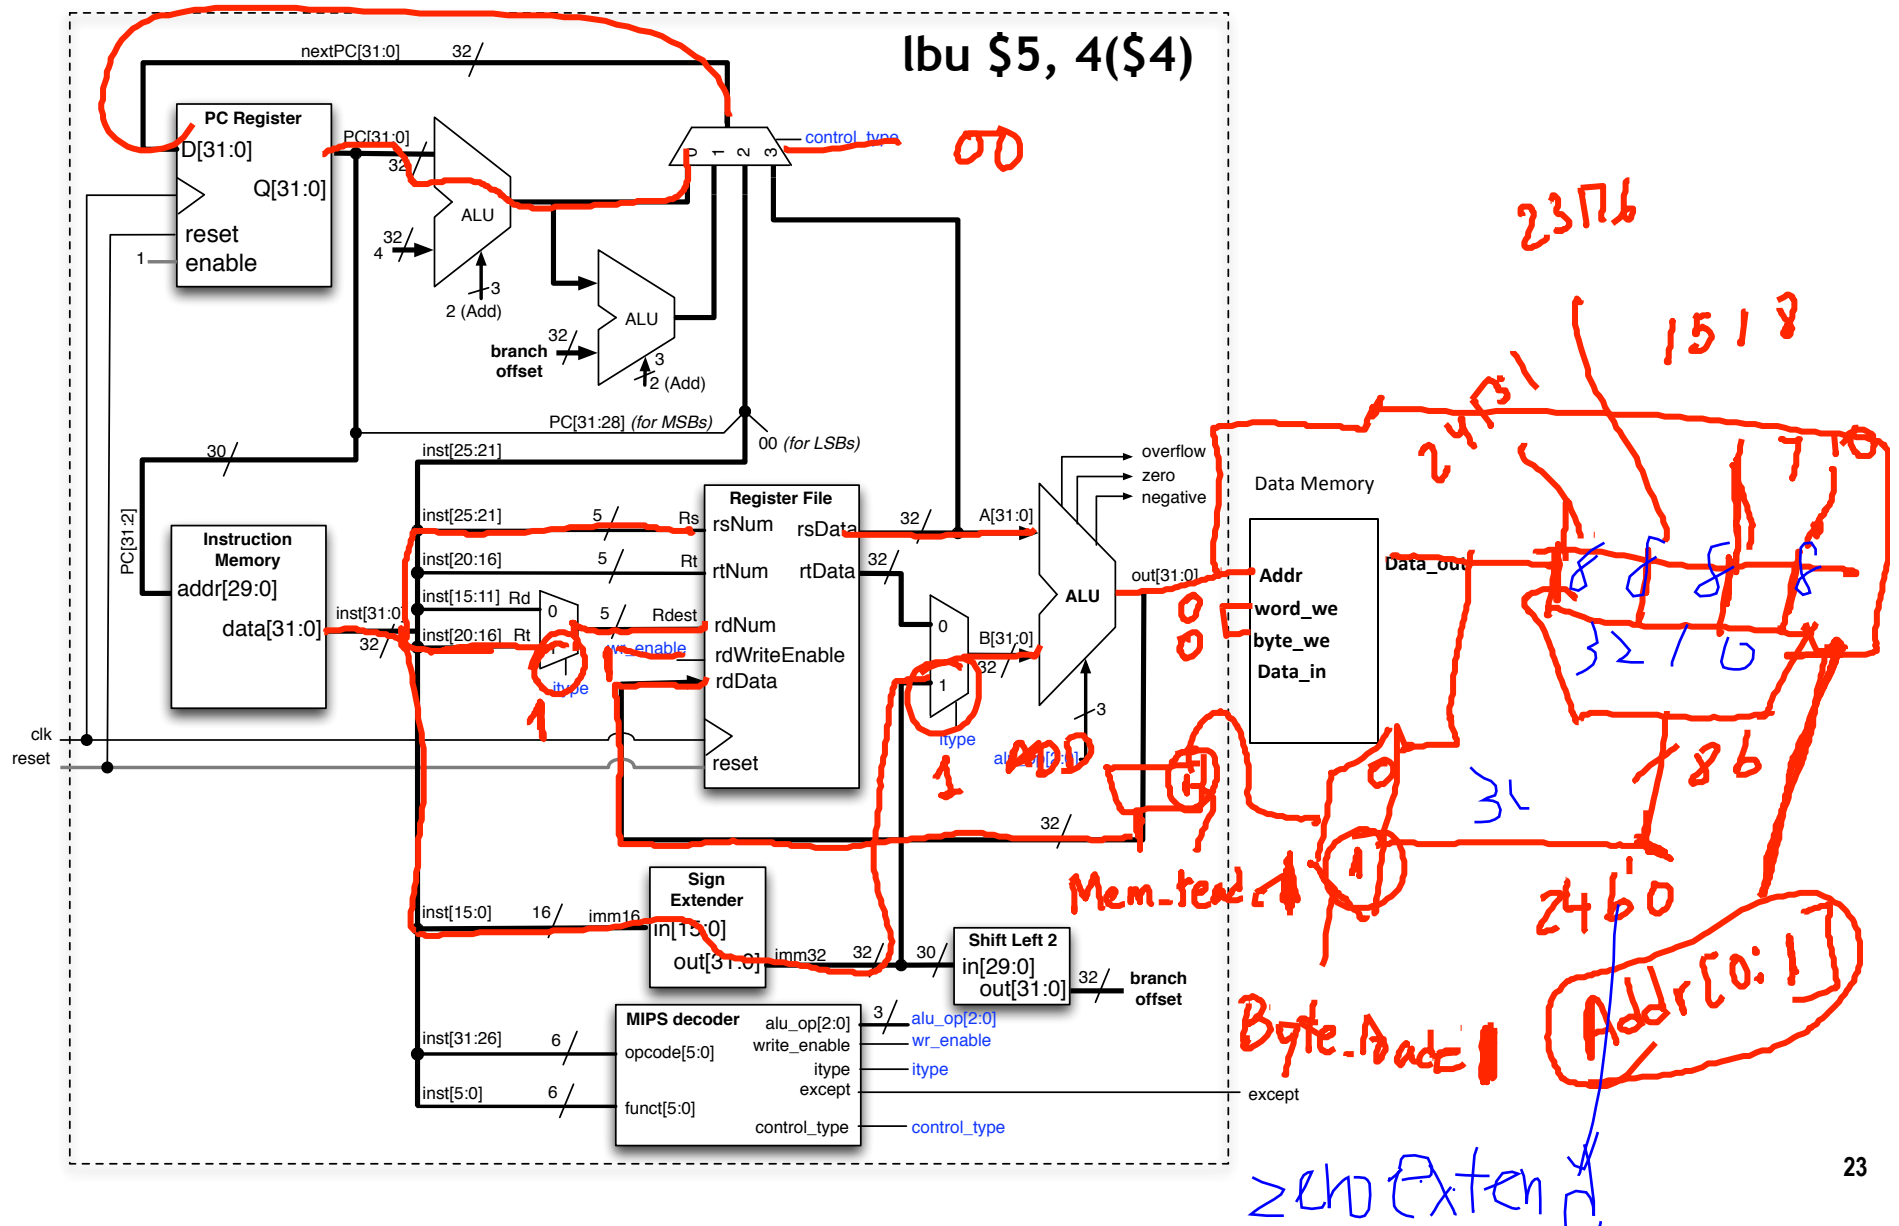 lbu $5, 4($4)
nextPC[31:0]
32
PC Register
D[31:0]
Q[31:0]
reset
enable
1
PC[31:0]
32
ALU
32
4
3
2 (Add)
0
1
2
3
control_type
00
ALU
32
branch
offset
3
2 (Add)
PC[31:28] (for MSBs)
00 (for LSBs)
30
PC[31:2]
Instruction
Memory
addr[29:0]
data[31:0]
inst[31:0]
32
inst[25:21]
inst[25:21]
5
Rs
inst[20:16]
5
Rt
inst[15:11]
Rd
inst[20:16]
Rt
0
itype
1
5
Rdest
wr_enable
Register File
rsNum
rsData
rtNum
rtData
rdNum
rdWriteEnable
rdData
reset
32
32
A[31:0]
0
1
B[31:0]
32
itype
1
ALU
3
ADD
overflow
zero
negative
out[31:0]
32
clk
reset
Data Memory
Addr
word_we
byte_we
Data_in
Data_out
0
0
15
8
24
31
7
0
8
8
8
8
3 2 1 0
8b
0
1
24b 0
Mem_read
Addr[0:1]
zero extend
inst[15:0]
16
imm16
Sign
Extender
in[15:0]
out[31:0]
imm32
32
30
Shift Left 2
in[29:0]
out[31:0]
32
branch
offset
MIPS decoder
inst[31:26]
6
opcode[5:0]
inst[5:0]
6
funct[5:0]
alu_op[2:0]
3
alu_op[2:0]
write_enable
wr_enable
itype
itype
except
except
control_type
control_type
23